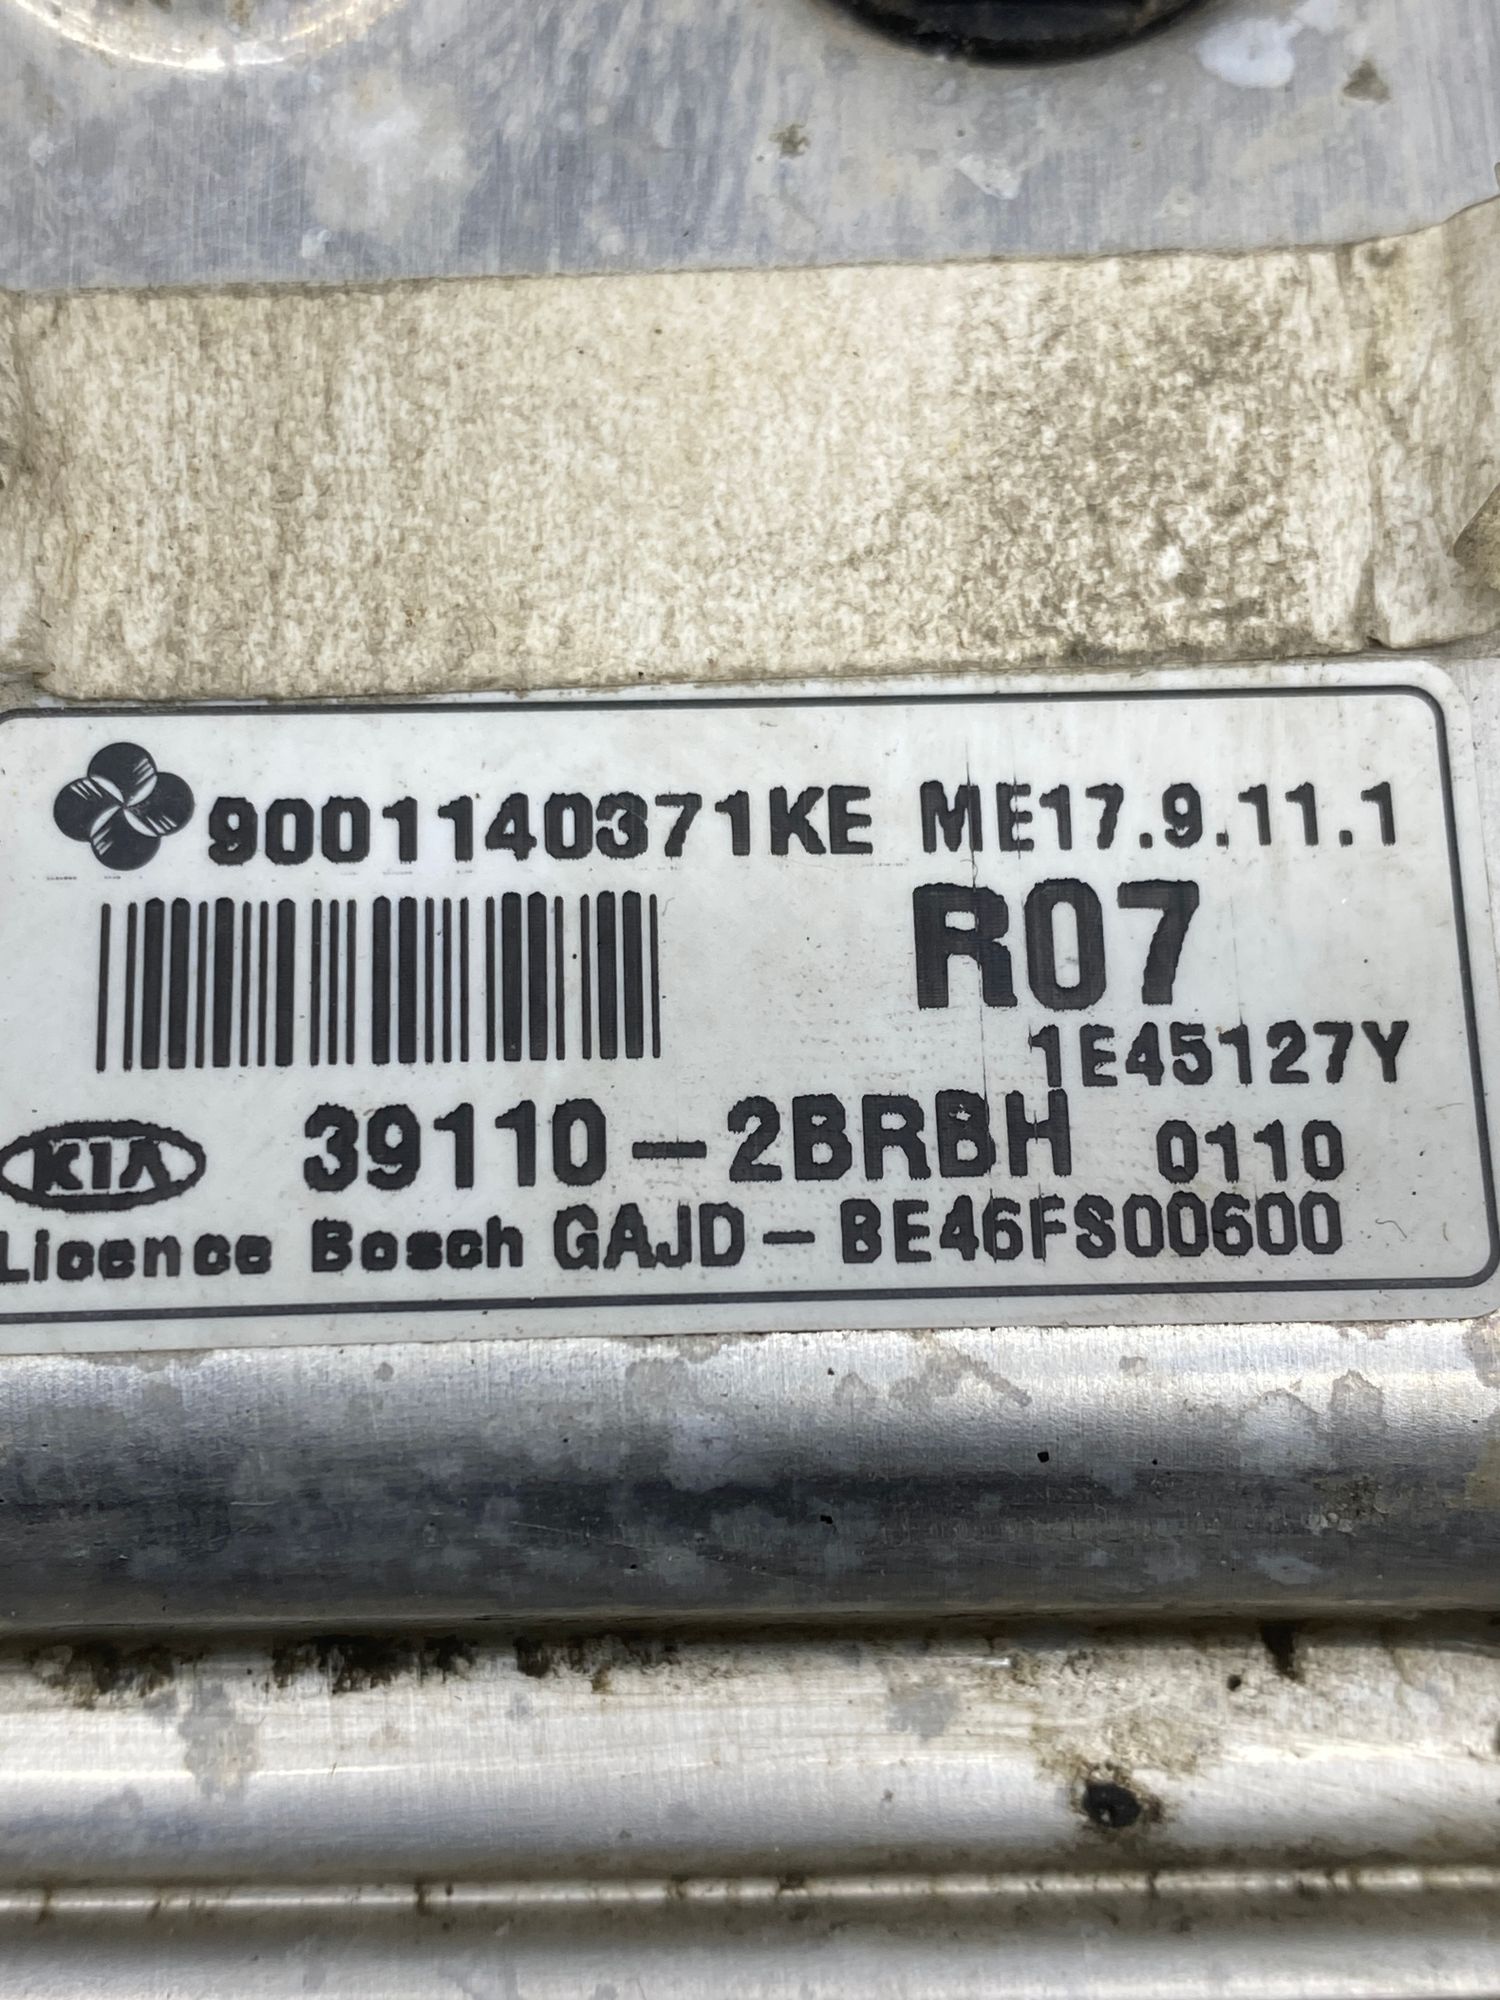 9001140371KE ME17.9.11.1
R07
1E45127Y
KIA 39110-2BRBH 0110
Licence Bosch GAJD-BE46FS00600